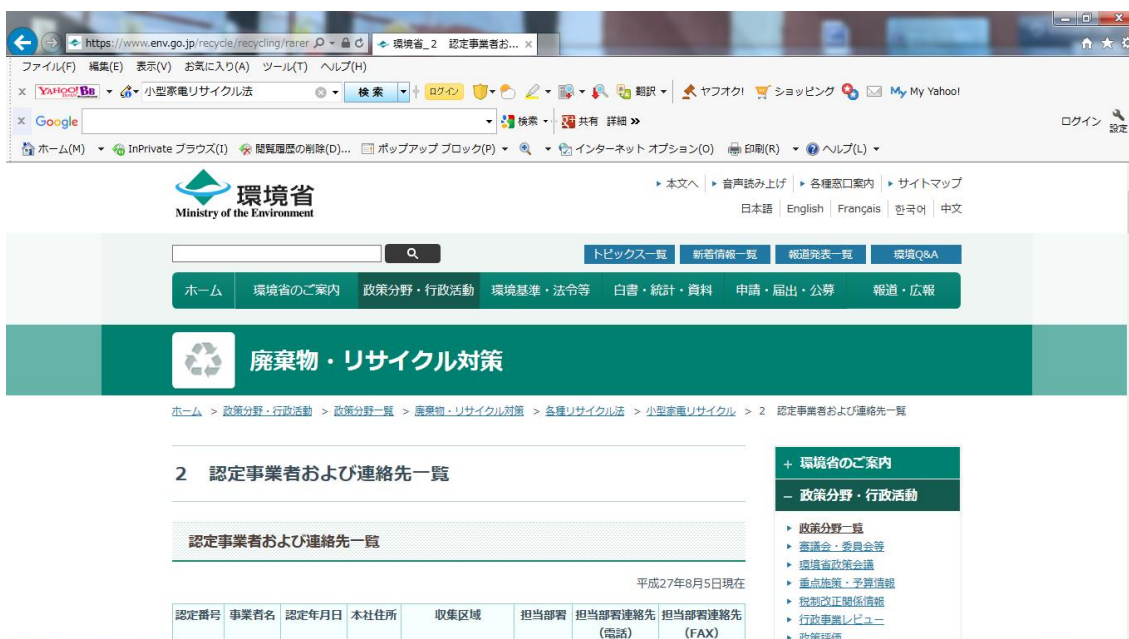 https://www.env.go.jp/recycle/recycling/rarer
環境省_2 認定事業者お... ×
ファイル(F) 編集(E) 表示(V) お気に入り(A) ツール(T) ヘルプ(H)
× YAHOO! BB 小型家電リサイクル法 検索 ログイン 翻訳 ヤフオク! ショッピング My My Yahoo!
× Google 検索 共有 詳細 » ログイン 設定
ホーム(M) InPrivate ブラウズ(I) 閲覧履歴の削除(D)... ポップアップ ブロック(P) インターネット オプション(O) 印刷(R) ヘルプ(L)
環境省
Ministry of the Environment
本文へ 音声読み上げ 各種窓口案内 サイトマップ
日本語 English Français 한국어 中文
トピックス一覧 新着情報一覧 報道発表一覧 環境Q&A
ホーム 環境省のご案内 政策分野・行政活動 環境基準・法令等 白書・統計・資料 申請・届出・公募 報道・広報
廃棄物・リサイクル対策
ホーム > 政策分野・行政活動 > 政策分野一覧 > 廃棄物・リサイクル対策 > 各種リサイクル法 > 小型家電リサイクル > 2 認定事業者および連絡先一覧
2 認定事業者および連絡先一覧
認定事業者および連絡先一覧
平成27年8月5日現在
認定番号 事業者名 認定年月日 本社住所 収集区域 担当部署 担当部署連絡先(電話) 担当部署連絡先(FAX)
+ 環境省のご案内
− 政策分野・行政活動
政策分野一覧
審議会・委員会等
環境省政策会議
重点施策・予算情報
税制改正関係情報
行政事業レビュー
政策評価